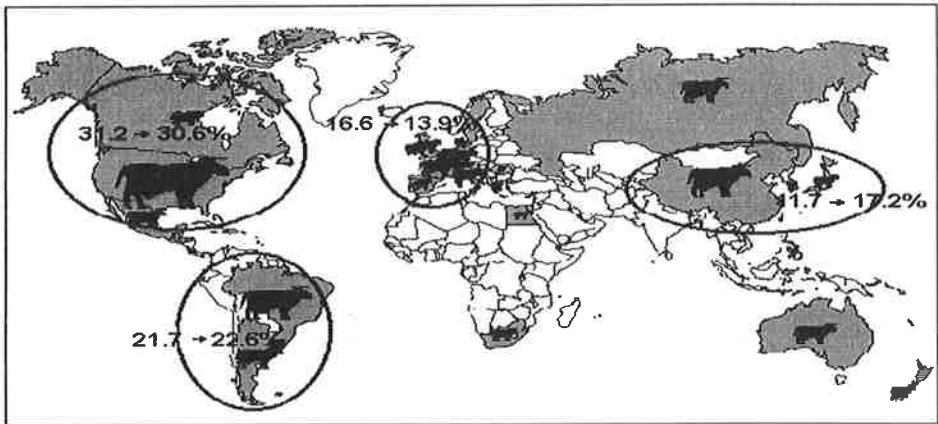 31.2 → 30.6%
16.6 → 13.9%
11.7 → 17.2%
%
21.7 → 22.6%